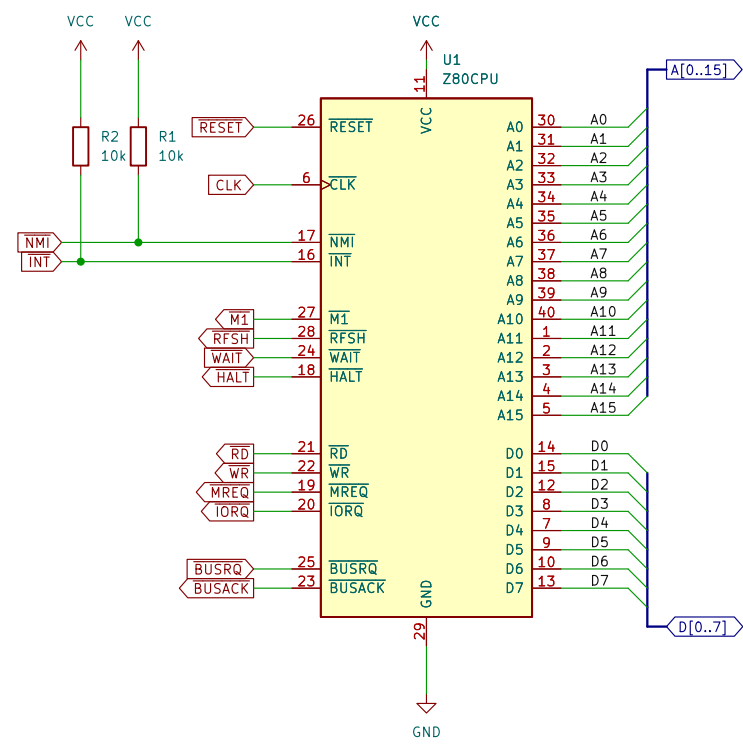 VCC VCC VCC
U1
Z80CPU
A[0..15]
11
VCC
R2 R1
10k 10k
RESET 26 RESET
CLK 6 CLK
NMI 17 NMI
INT 16 INT
M1 27 M1
RFSH 28 RFSH
WAIT 24 WAIT
HALT 18 HALT
RD 21 RD
WR 22 WR
MREQ 19 MREQ
IORQ 20 IORQ
BUSRQ 25 BUSRQ
BUSACK 23 BUSACK
A0 30 A0
A1 31 A1
A2 32 A2
A3 33 A3
A4 34 A4
A5 35 A5
A6 36 A6
A7 37 A7
A8 38 A8
A9 39 A9
A10 40 A10
A11 1 A11
A12 2 A12
A13 3 A13
A14 4 A14
A15 5 A15
D0 14 D0
D1 15 D1
D2 12 D2
D3 8 D3
D4 7 D4
D5 9 D5
D6 10 D6
D7 13 D7
GND
29
D[0..7]
GND